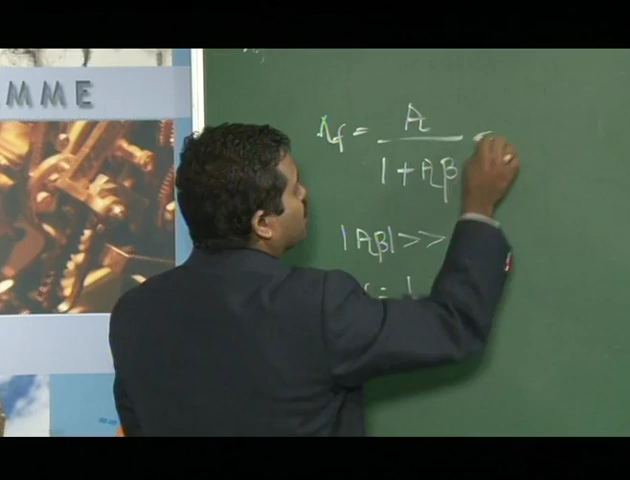 MME
Af = A / (1 + Aβ) =
|Aβ| >>